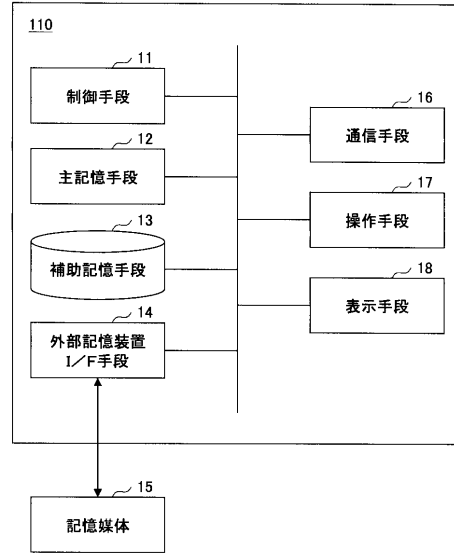 110
11
制御手段
12
主記憶手段
13
補助記憶手段
14
外部記憶装置
I/F手段
15
記憶媒体
16
通信手段
17
操作手段
18
表示手段